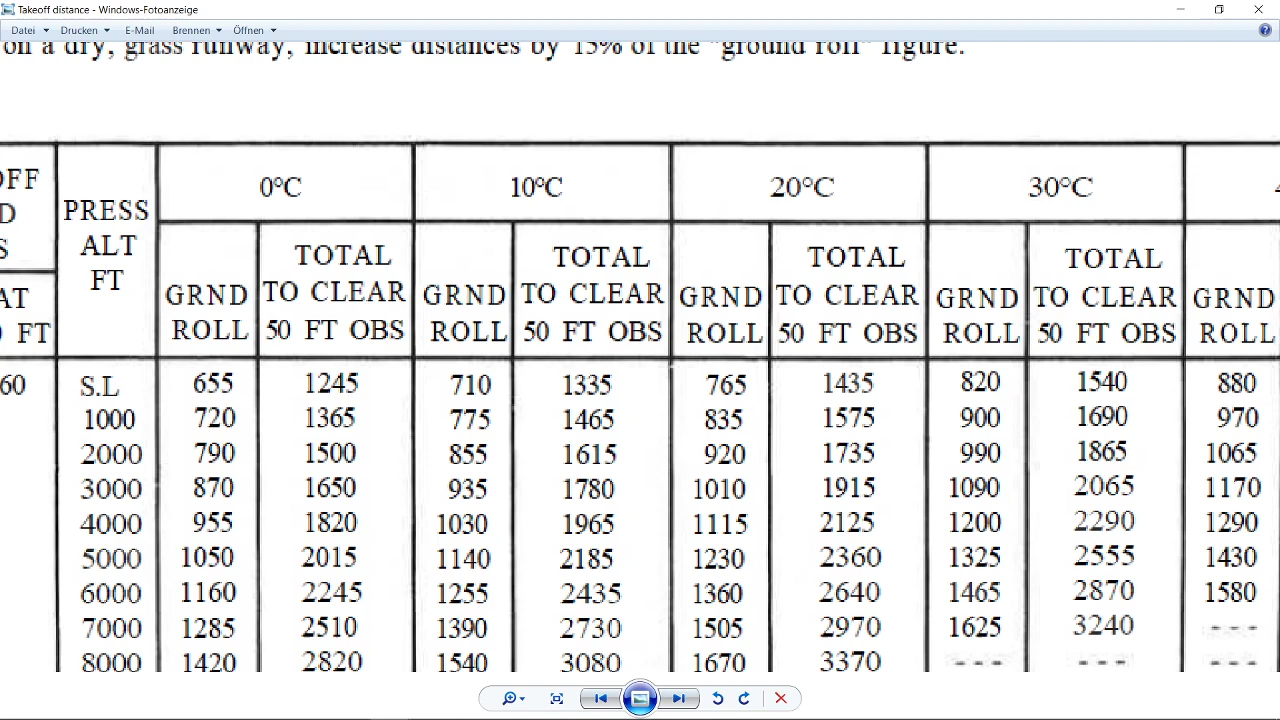 Takeoff distance - Windows-Fotoanzeige
Datei Drucken E-Mail Brennen Öffnen
on a dry, grass runway, increase distances by 15% of the "ground roll" figure.
0°C 10°C 20°C 30°C
PRESS
ALT
FT
TOTAL TOTAL TOTAL TOTAL
GRND TO CLEAR GRND TO CLEAR GRND TO CLEAR GRND TO CLEAR GRND
ROLL 50 FT OBS ROLL 50 FT OBS ROLL 50 FT OBS ROLL 50 FT OBS ROLL
FT
60 S.L 655 1245 710 1335 765 1435 820 1540 880
1000 720 1365 775 1465 835 1575 900 1690 970
2000 790 1500 855 1615 920 1735 990 1865 1065
3000 870 1650 935 1780 1010 1915 1090 2065 1170
4000 955 1820 1030 1965 1115 2125 1200 2290 1290
5000 1050 2015 1140 2185 1230 2360 1325 2555 1430
6000 1160 2245 1255 2435 1360 2640 1465 2870 1580
7000 1285 2510 1390 2730 1505 2970 1625 3240 ---
8000 1420 2820 1540 3080 1670 3370 --- --- ---